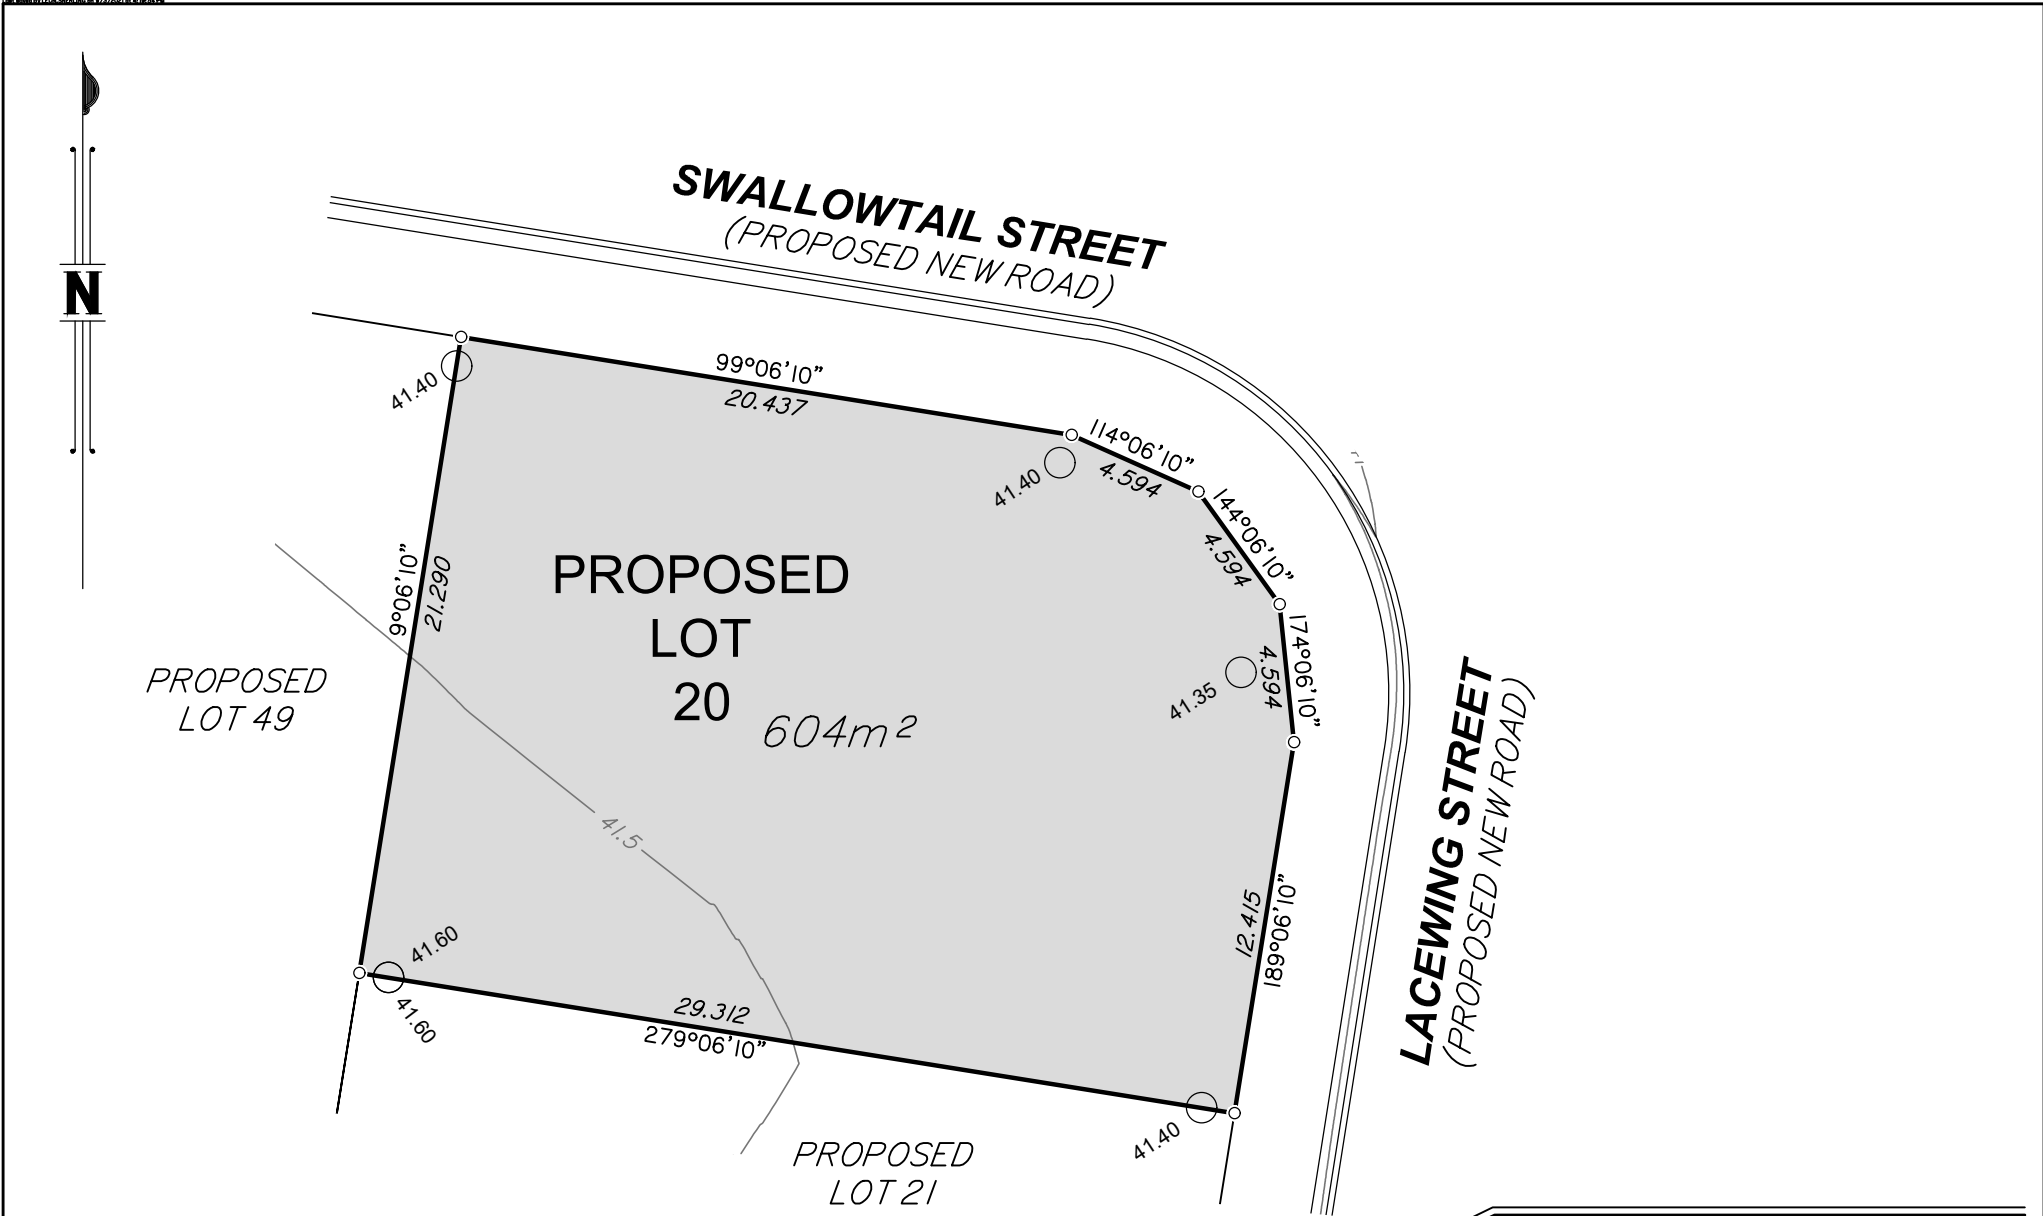 N
SWALLOWTAIL STREET
(PROPOSED NEW ROAD)
99°06'10"
20.437
41.40
114°06'10"
4.594
41.40
144°06'10"
4.594
174°06'10"
4.594
41.35
9°06'10"
21.290
PROPOSED
LOT
20
604m²
PROPOSED
LOT 49
41.5
LACEWING STREET
(PROPOSED NEW ROAD)
12.415
189°06'10"
41.60
41.60
29.312
279°06'10"
41.40
PROPOSED
LOT 21